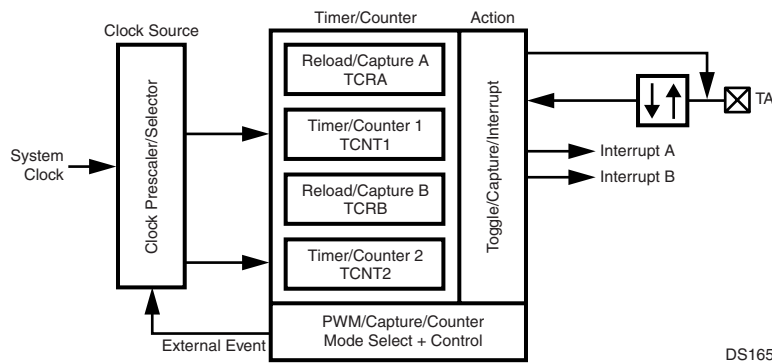 Timer/Counter
Action
Clock Source
Reload/Capture A
TCRA
Timer/Counter 1
TCNT1
Reload/Capture B
TCRB
Timer/Counter 2
TCNT2
System
Clock
Clock Prescaler/Selector
Toggle/Capture/Interrupt
TA
Interrupt A
Interrupt B
PWM/Capture/Counter
Mode Select + Control
External Event
DS165